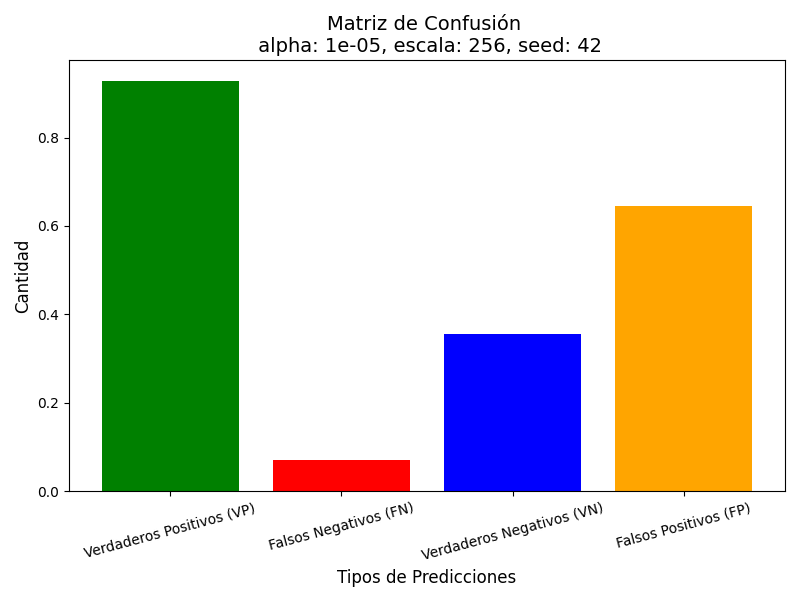 Matriz de Confusión
alpha: 1e-05, escala: 256, seed: 42
Cantidad
0.8
0.6
0.4
0.2
0.0
Verdaderos Positivos (VP)
Falsos Negativos (FN)
Verdaderos Negativos (VN)
Falsos Positivos (FP)
Tipos de Predicciones